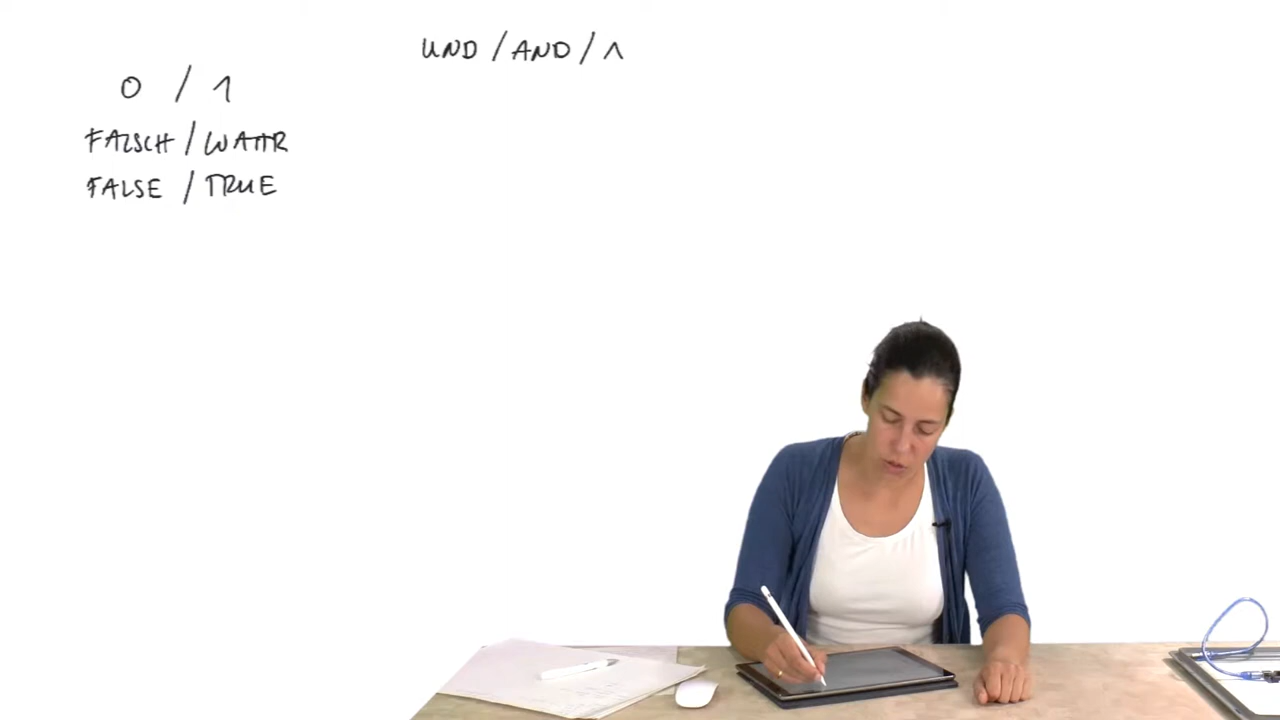 UND / AND / ∧
0 / 1
FALSCH / WAHR
FALSE / TRUE